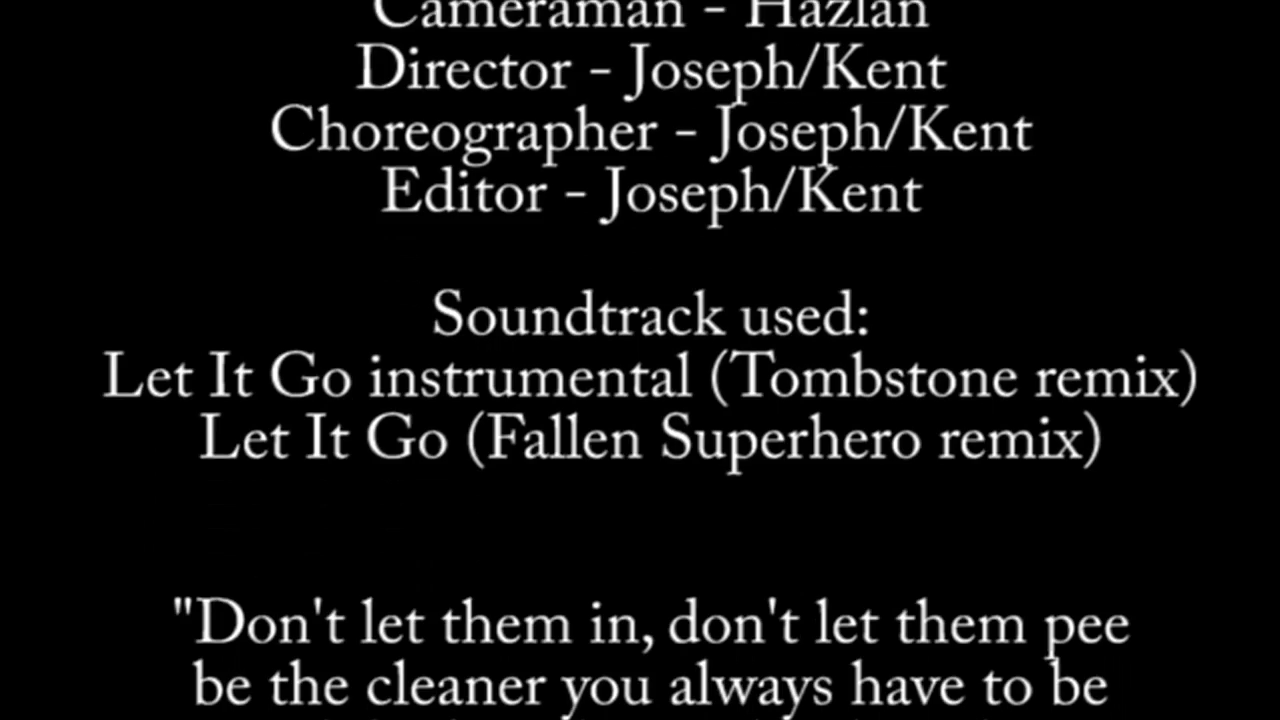 Cameraman - Hazlan
Director - Joseph/Kent
Choreographer - Joseph/Kent
Editor - Joseph/Kent
Soundtrack used:
Let It Go instrumental (Tombstone remix)
Let It Go (Fallen Superhero remix)
"Don't let them in, don't let them pee
be the cleaner you always have to be